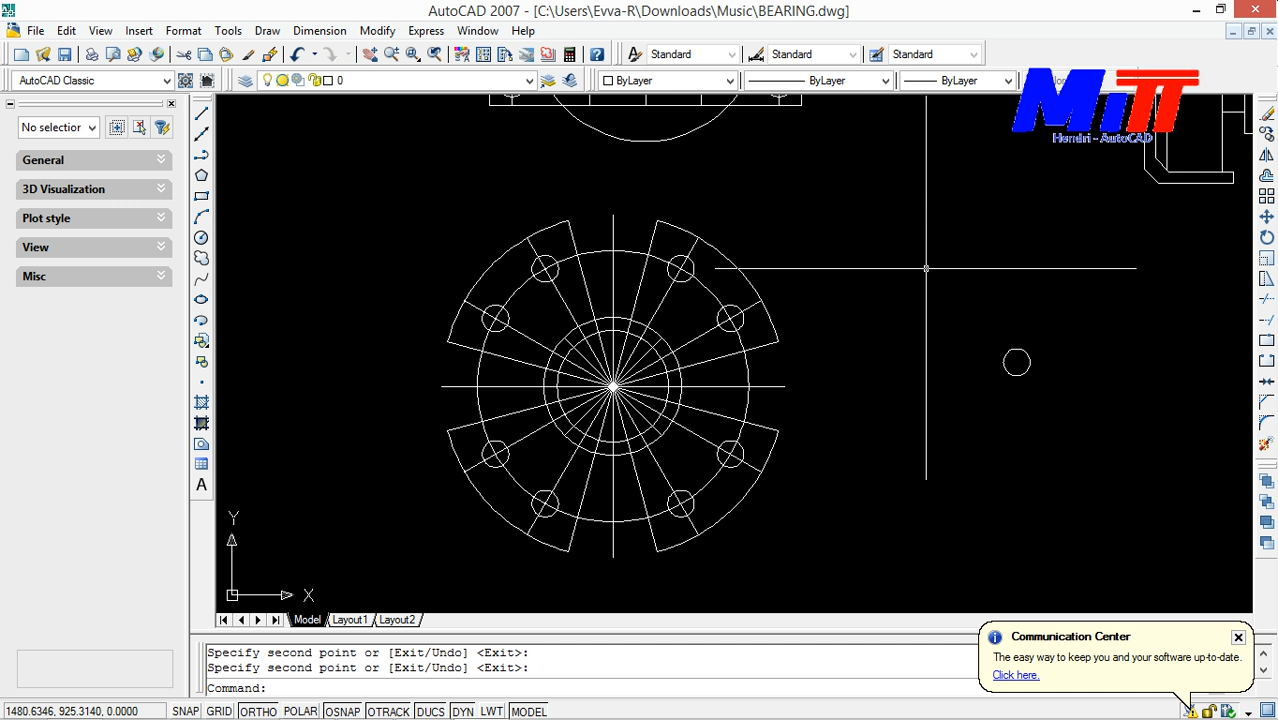 AutoCAD 2007 - [C:\Users\Evva-R\Downloads\Music\BEARING.dwg]
File Edit View Insert Format Tools Draw Dimension Modify Express Window Help
Standard Standard Standard
AutoCAD Classic 0 ByLayer ByLayer ByLayer
MiTT
Hendri - AutoCAD
No selection
General
3D Visualization
Plot style
View
Misc
A
Y
X
Model Layout1 Layout2
Specify second point or [Exit/Undo] <Exit>:
Specify second point or [Exit/Undo] <Exit>:
Command:
Communication Center
The easy way to keep you and your software up-to-date.
Click here.
1480.6346, 925.3140, 0.0000 SNAP GRID ORTHO POLAR OSNAP OTRACK DUCS DYN LWT MODEL